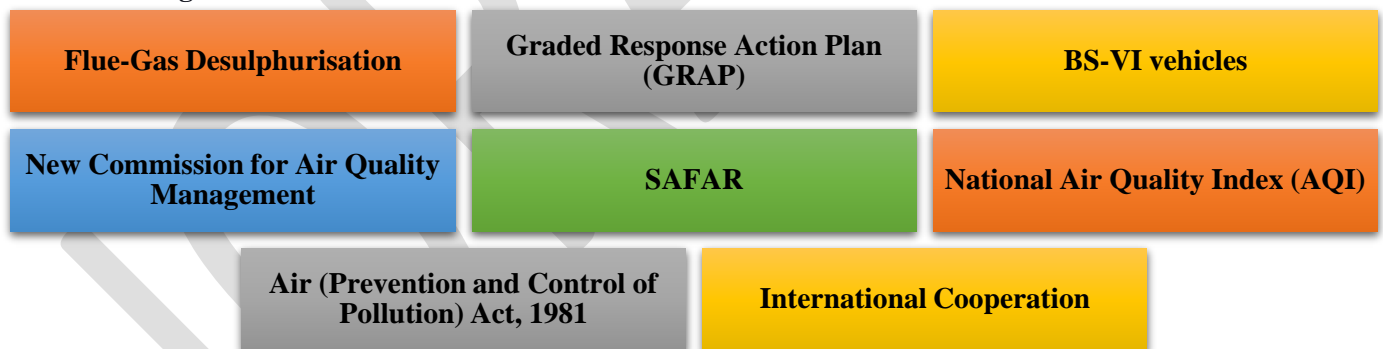 Flue-Gas Desulphurisation
Graded Response Action Plan
(GRAP)
BS-VI vehicles
New Commission for Air Quality
Management
SAFAR
National Air Quality Index (AQI)
Air (Prevention and Control of
Pollution) Act, 1981
International Cooperation